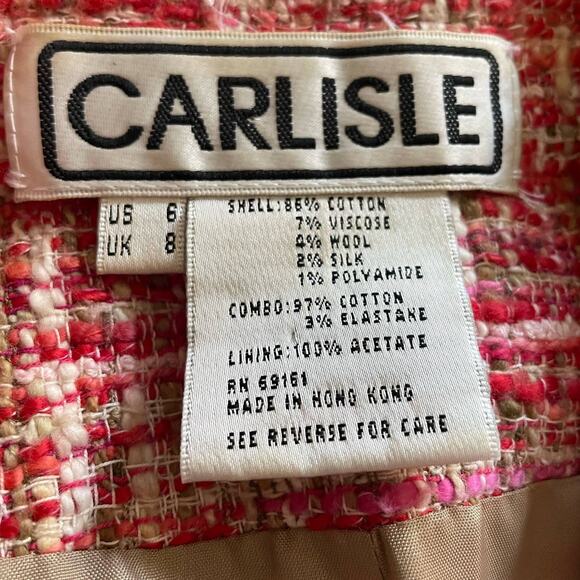 CARLISLE
US 6
UK 8
SHELL:86% COTTON
7% VISCOSE
4% WOOL
2% SILK
1% POLYAMIDE
COMBO:97% COTTON
3% ELASTANE
LINING:100% ACETATE
RN 69161
MADE IN HONG KONG
SEE REVERSE FOR CARE